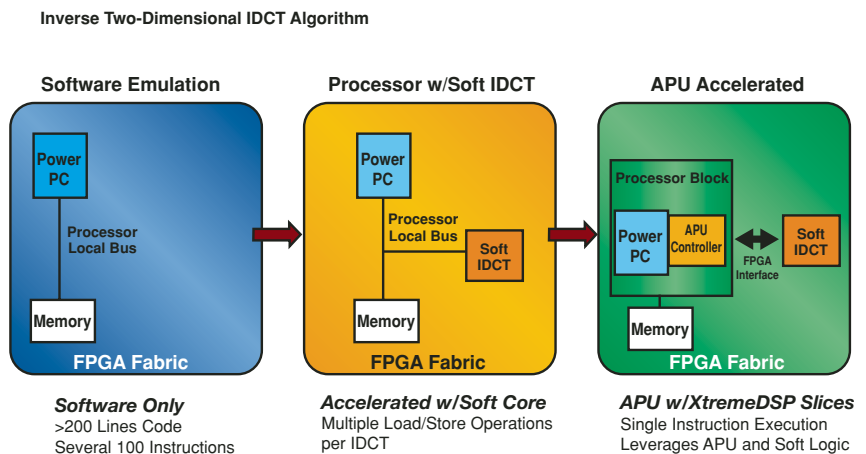 Inverse Two-Dimensional IDCT Algorithm
Software Emulation
Power
PC
Processor
Local Bus
Memory
FPGA Fabric
Software Only
>200 Lines Code
Several 100 Instructions
Processor w/Soft IDCT
Power
PC
Processor
Local Bus
Soft
IDCT
Memory
FPGA Fabric
Accelerated w/Soft Core
Multiple Load/Store Operations
per IDCT
APU Accelerated
Processor Block
Power
PC
APU
Controller
FPGA
Interface
Soft
IDCT
Memory
FPGA Fabric
APU w/XtremeDSP Slices
Single Instruction Execution
Leverages APU and Soft Logic